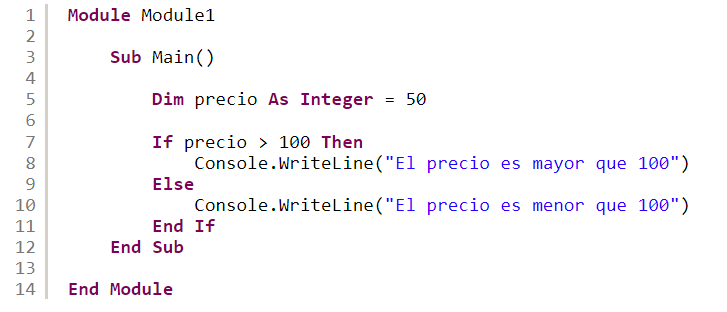 1 Module Module1
2
3 Sub Main()
4
5 Dim precio As Integer = 50
6
7 If precio > 100 Then
8 Console.WriteLine("El precio es mayor que 100")
9 Else
10 Console.WriteLine("El precio es menor que 100")
11 End If
12 End Sub
13
14 End Module